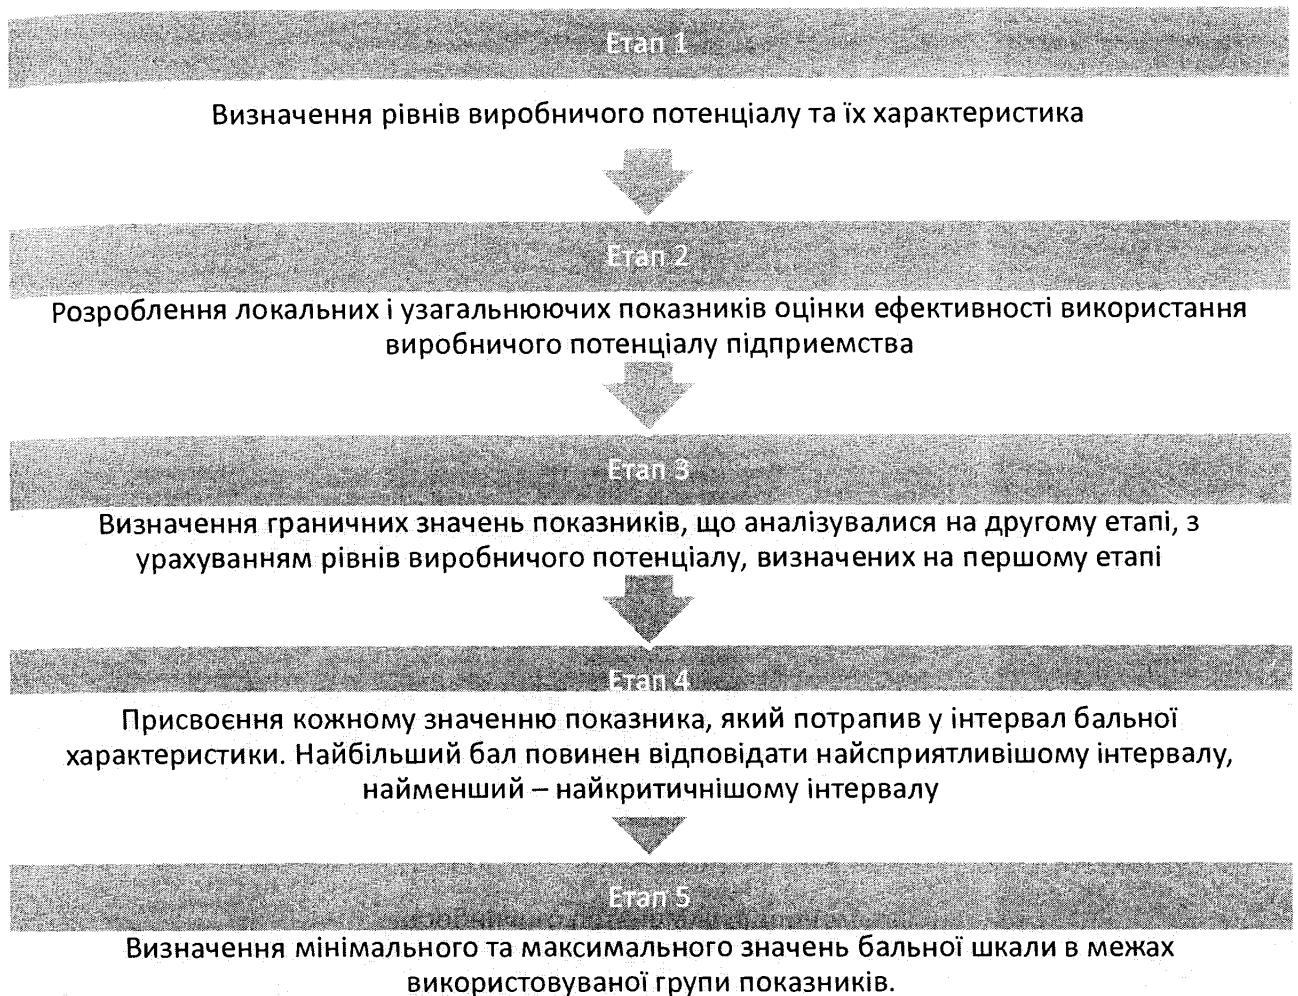 Етап 1
Визначення рівнів виробничого потенціалу та їх характеристика
Етап 2
Розроблення локальних і узагальнюючих показників оцінки ефективності використання
виробничого потенціалу підприемства
Етап 3
Визначення граничних значень показників, що аналізувалися на другому етапі, з
урахуванням рівнів виробничого потенціалу, визначених на першому етапі
Етап 4
Присвоєння кожному значенню показника, який потрапив у інтервал бальної
характеристики. Найбільший бал повинен відповідати найсприятливішому інтервалу,
найменший – найкритичнішому інтервалу
Етап 5
Визначення мінімального та максимального значень бальної шкали в межах
використовуваної групи показників.